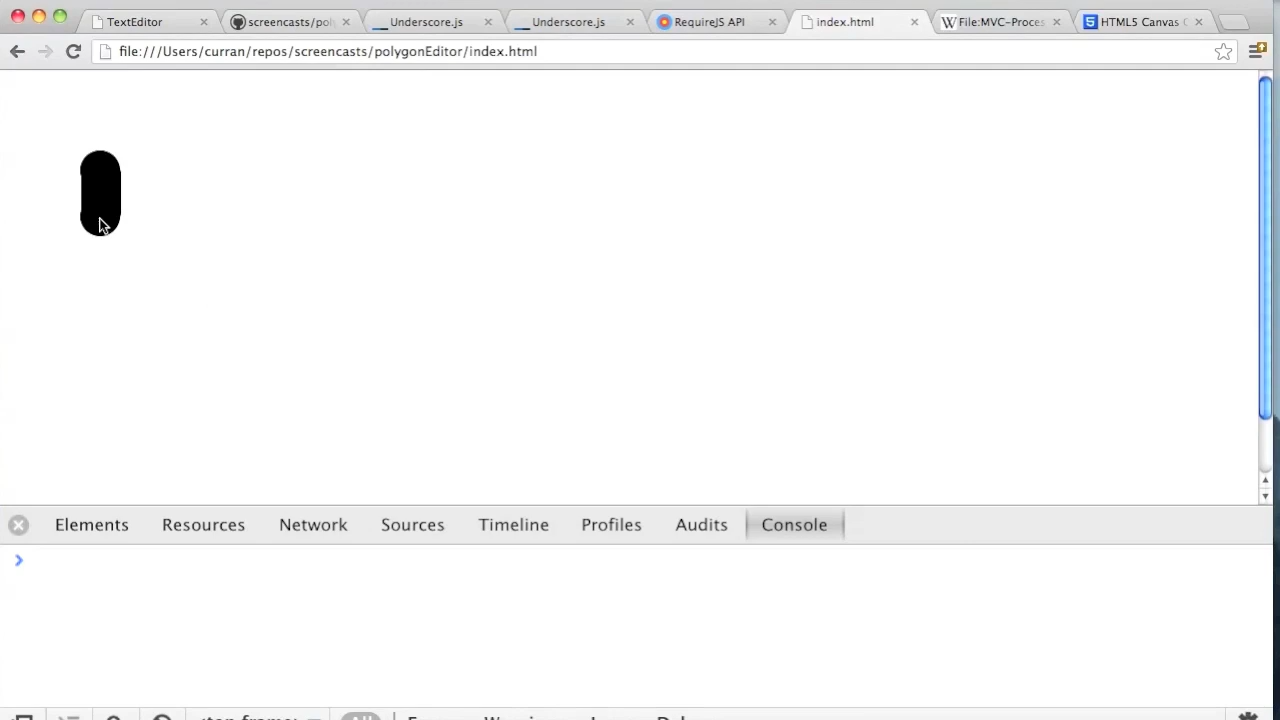 TextEditor
screencasts/poly
Underscore.js
Underscore.js
RequireJS API
index.html
File:MVC-Proces
HTML5 Canvas
file:///Users/curran/repos/screencasts/polygonEditor/index.html
Elements Resources Network Sources Timeline Profiles Audits Console